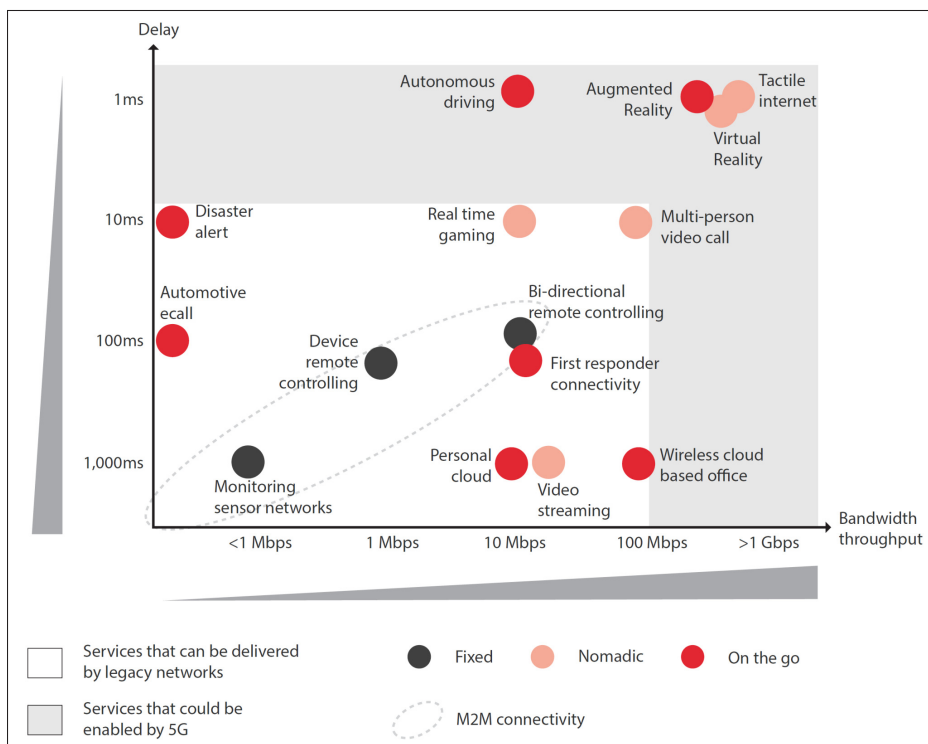 Delay
1ms
10ms
100ms
1,000ms
Autonomous
driving
Augmented
Reality
Tactile
internet
Virtual
Reality
Disaster
alert
Real time
gaming
Multi-person
video call
Automotive
ecall
Bi-directional
remote controlling
Device
remote
controlling
First responder
connectivity
Monitoring
sensor networks
Personal
cloud
Video
streaming
Wireless cloud
based office
<1 Mbps
1 Mbps
10 Mbps
100 Mbps
>1 Gbps
Bandwidth
throughput
Services that can be delivered
by legacy networks
Fixed
Nomadic
On the go
Services that could be
enabled by 5G
M2M connectivity